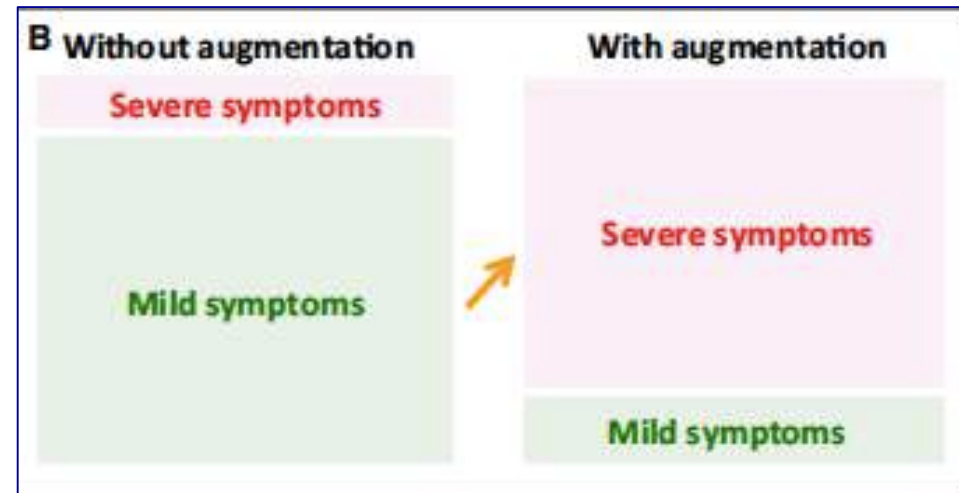 B
Without augmentation
With augmentation
Severe symptoms
Mild symptoms
Severe symptoms
Mild symptoms